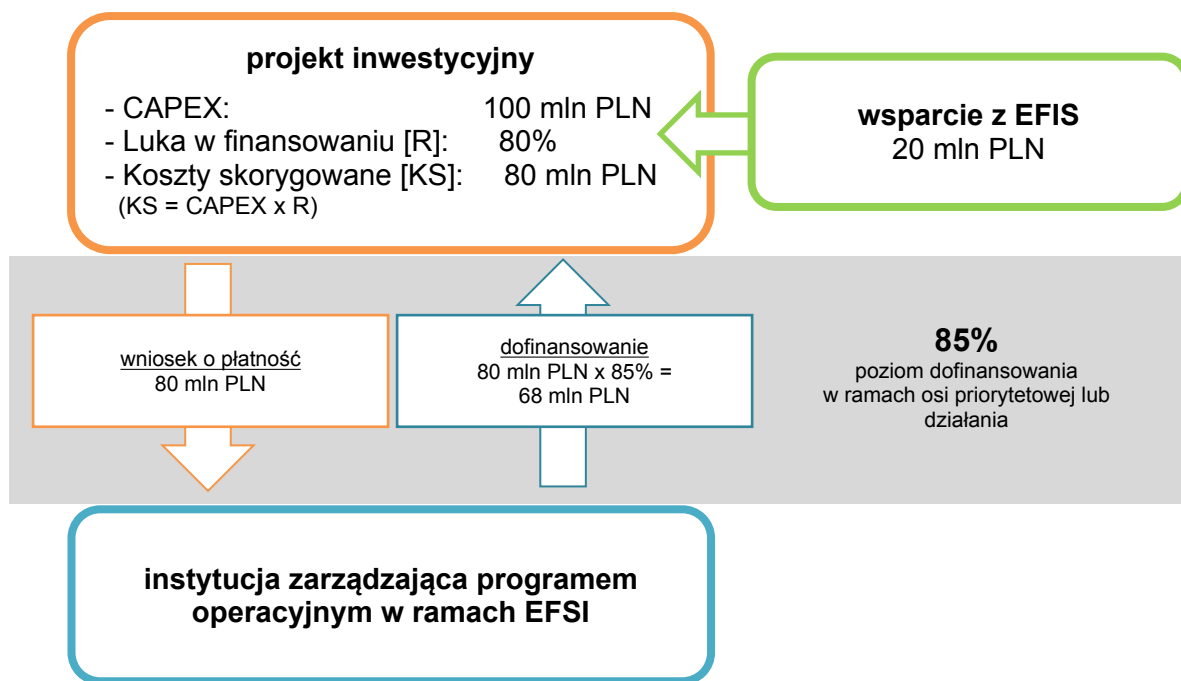 projekt inwestycyjny
- CAPEX: 100 mln PLN
- Luka w finansowaniu [R]: 80%
- Koszty skorygowane [KS]: 80 mln PLN
(KS = CAPEX x R)
wsparcie z EFIS
20 mln PLN
wniosek o płatność
80 mln PLN
dofinansowanie
80 mln PLN x 85% =
68 mln PLN
85%
poziom dofinansowania
w ramach osi priorytetowej lub
działania
instytucja zarządzająca programem
operacyjnym w ramach EFSI